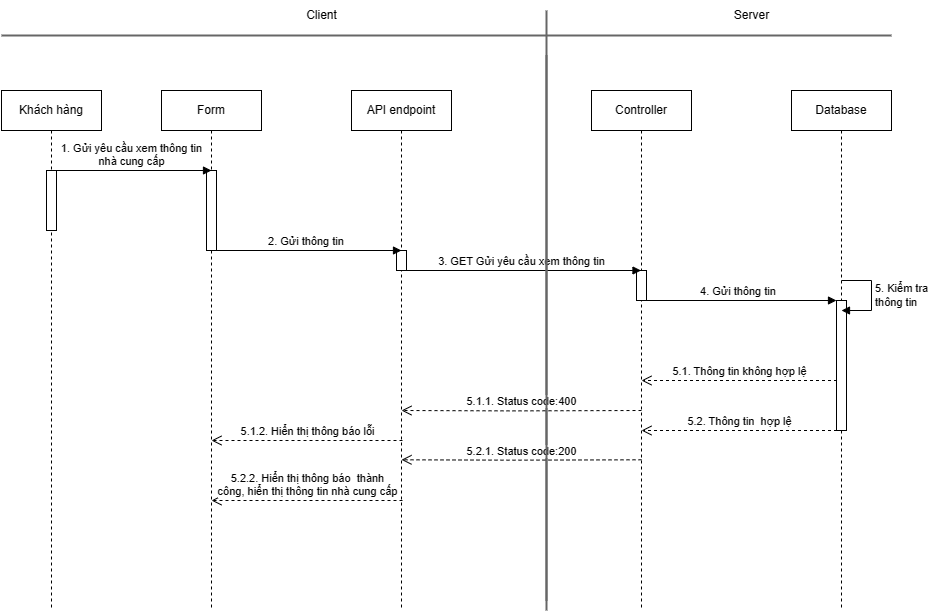 Client
Server
Khách hàng
Form
API endpoint
Controller
Database
1. Gửi yêu cầu xem thông tin
nhà cung cấp
2. Gửi thông tin
3. GET Gửi yêu cầu xem thông tin
4. Gửi thông tin
5. Kiểm tra
thông tin
5.1. Thông tin không hợp lệ
5.1.1. Status code:400
5.2. Thông tin  hợp lệ
5.1.2. Hiển thị thông báo lỗi
5.2.1. Status code:200
5.2.2. Hiển thị thông báo  thành
công, hiển thị thông tin nhà cung cấp